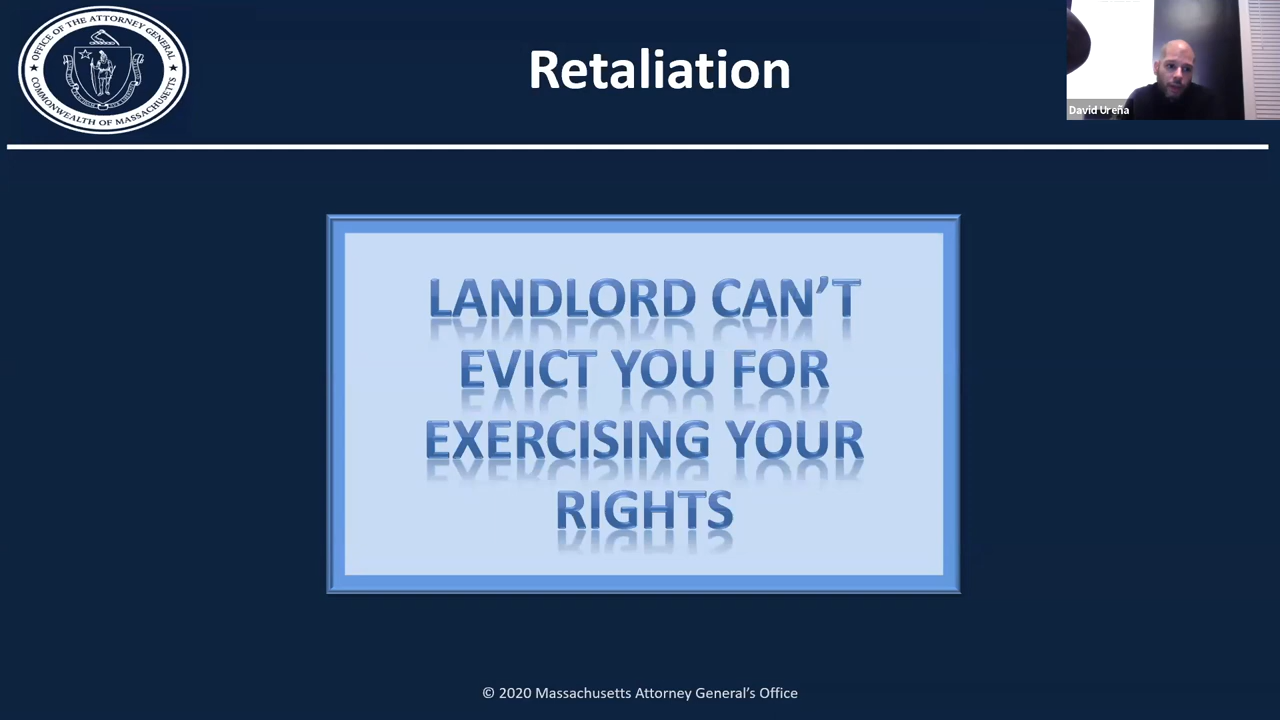 OFFICE OF THE ATTORNEY GENERAL
COMMONWEALTH OF MASSACHUSETTS
Retaliation
David Ureña
LANDLORD CAN’T
EVICT YOU FOR
EXERCISING YOUR
RIGHTS
© 2020 Massachusetts Attorney General’s Office